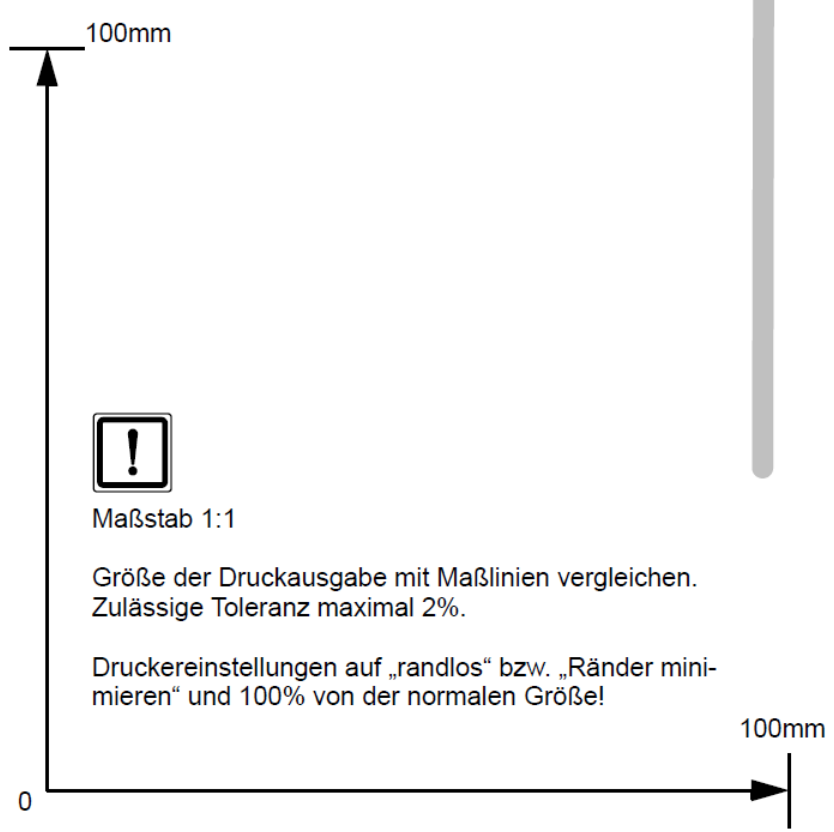 100mm
!
Maßstab 1:1
Größe der Druckausgabe mit Maßlinien vergleichen.
Zulässige Toleranz maximal 2%.
Druckereinstellungen auf „randlos“ bzw. „Ränder mini-
mieren“ und 100% von der normalen Größe!
100mm
0